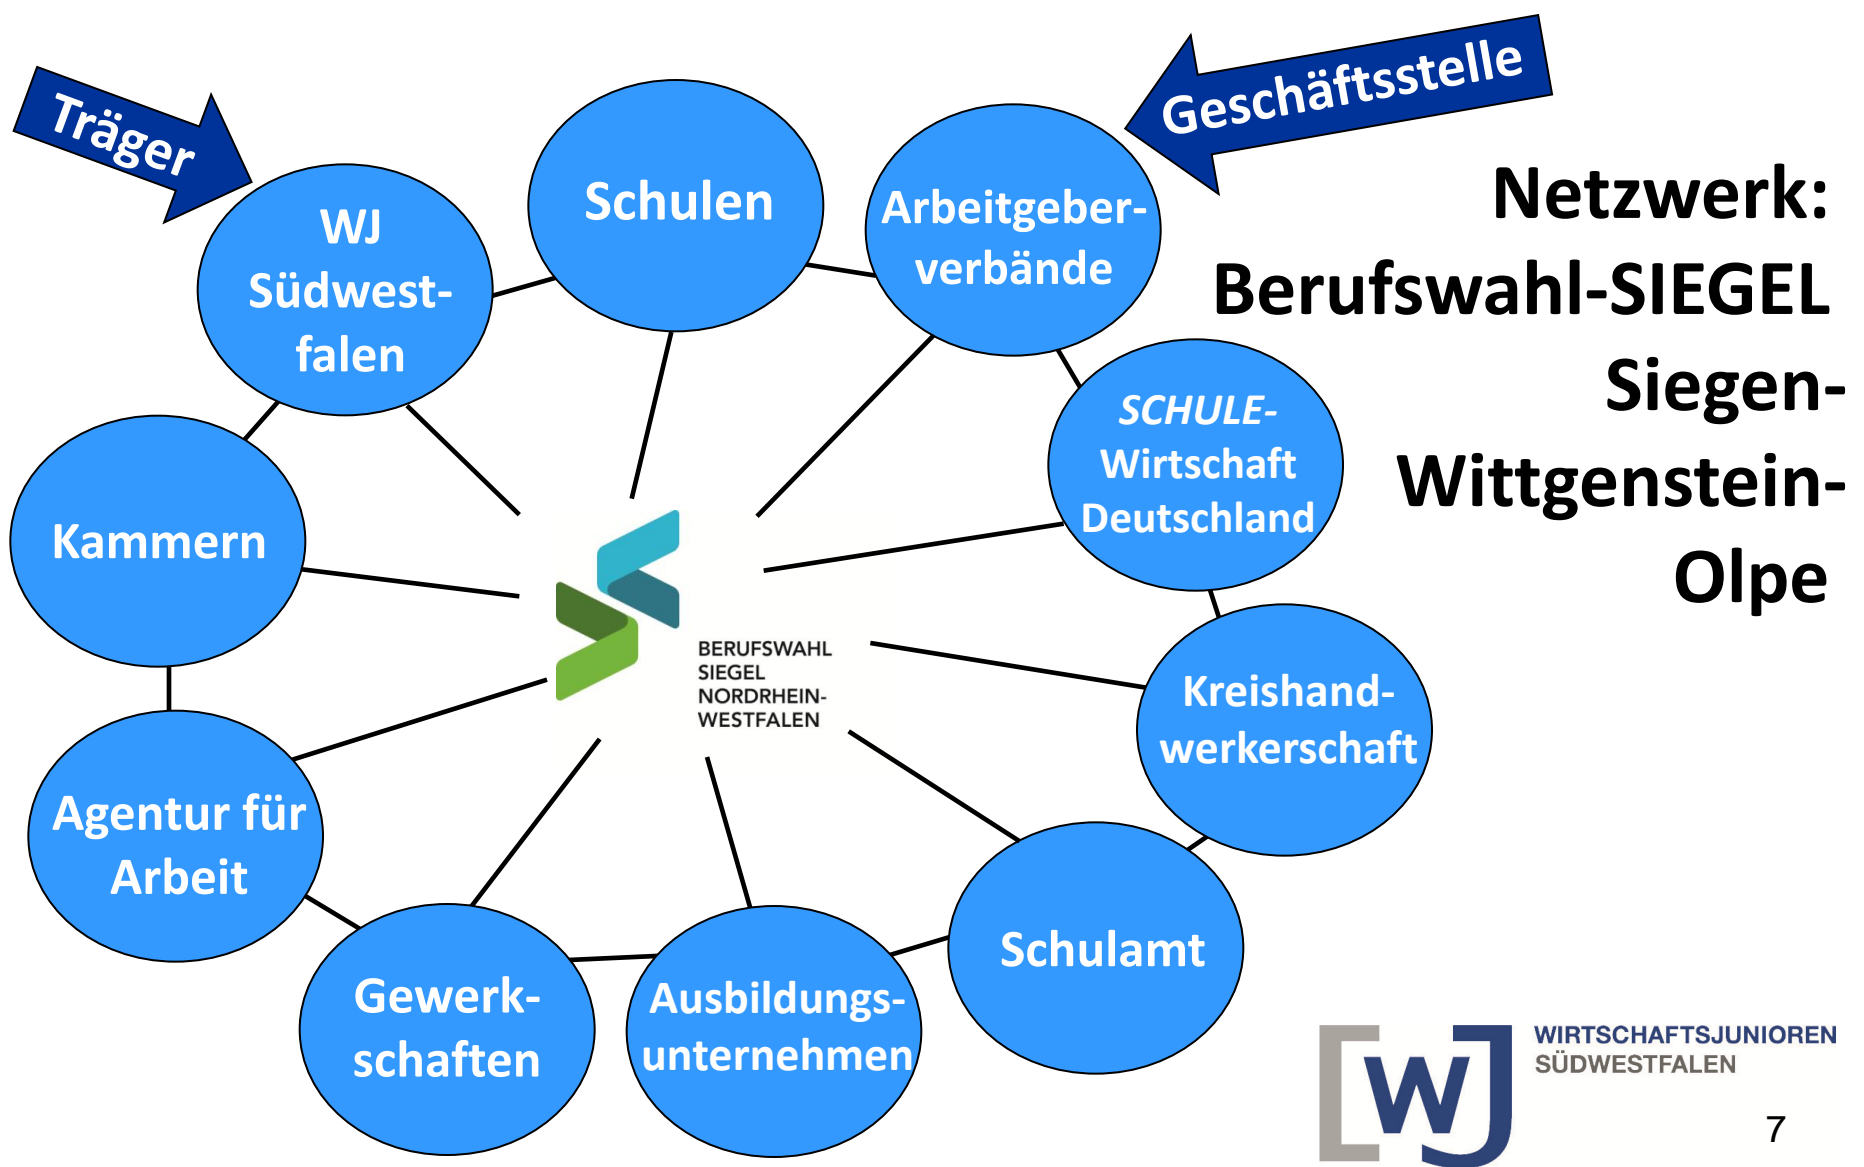 Träger
Geschäftsstelle
Netzwerk:
Berufswahl-SIEGEL
Siegen-
Wittgenstein-
Olpe
WJ
Südwest-
falen
Schulen
Arbeitgeber-
verbände
SCHULE-
Wirtschaft
Deutschland
Kreishand-
werkerschaft
Schulamt
Ausbildungs-
unternehmen
Gewerk-
schaften
Agentur für
Arbeit
Kammern
BERUFSWAHL
SIEGEL
NORDRHEIN-
WESTFALEN
WJ
WIRTSCHAFTSJUNIOREN
SÜDWESTFALEN
7